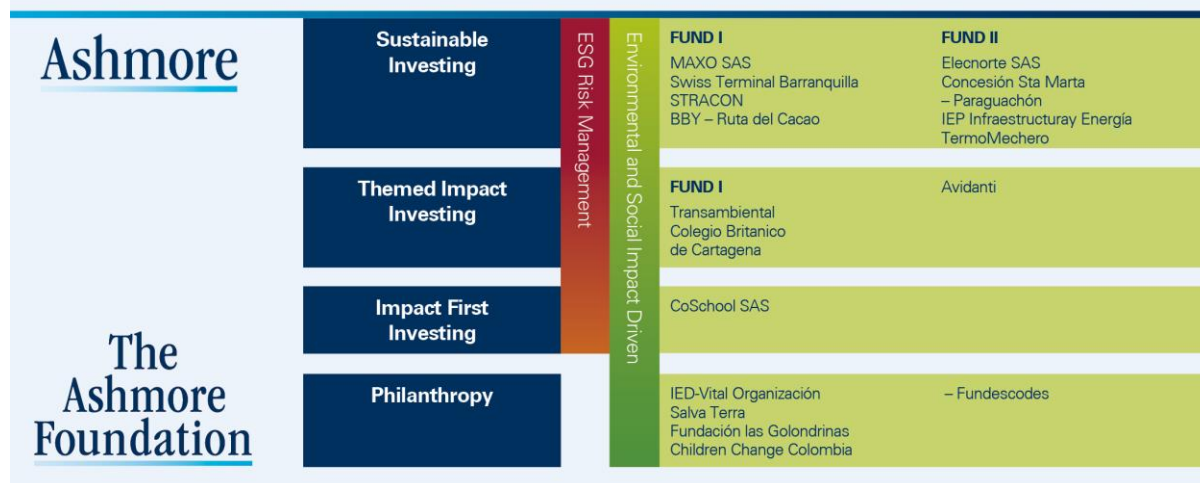 Ashmore
Sustainable
Investing
ESG Risk Management
Environmental and Social Impact Driven
FUND I
MAXO SAS
Swiss Terminal Barranquilla
STRACON
BBY – Ruta del Cacao
FUND II
Elecnorte SAS
Concesión Sta Marta
– Paraguachón
IEP Infraestructuray Energía
TermoMechero
Themed Impact
Investing
FUND I
Transambiental
Colegio Britanico
de Cartagena
Avidanti
Impact First
Investing
CoSchool SAS
The
Ashmore
Foundation
Philanthropy
IED-Vital Organización
Salva Terra
Fundación las Golondrinas
Children Change Colombia
– Fundescodes